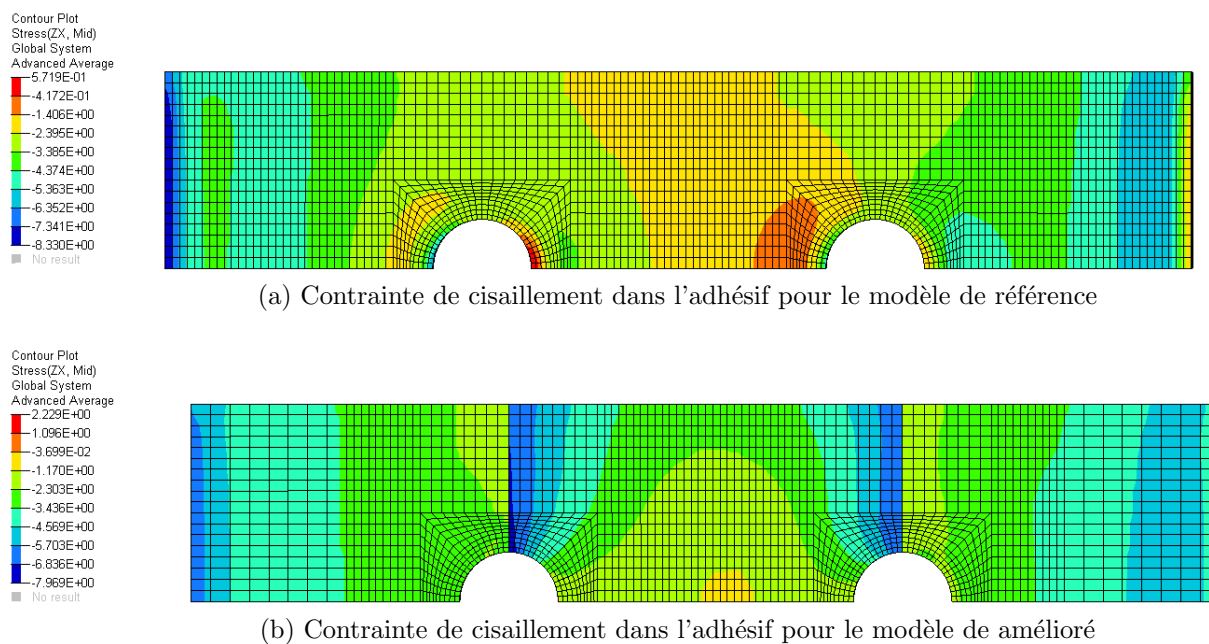 Contour Plot
Stress(ZX, Mid)
Global System
Advanced Average
5.719E-01
-4.172E-01
-1.406E+00
-2.395E+00
-3.385E+00
-4.374E+00
-5.363E+00
-6.352E+00
-7.341E+00
-8.330E+00
No result
(a) Contrainte de cisaillement dans l'adhésif pour le modèle de référence
Contour Plot
Stress(ZX, Mid)
Global System
Advanced Average
2.229E+00
1.096E+00
-3.699E-02
-1.170E+00
-2.303E+00
-3.436E+00
-4.569E+00
-5.703E+00
-6.836E+00
-7.969E+00
No result
(b) Contrainte de cisaillement dans l'adhésif pour le modèle de amélioré